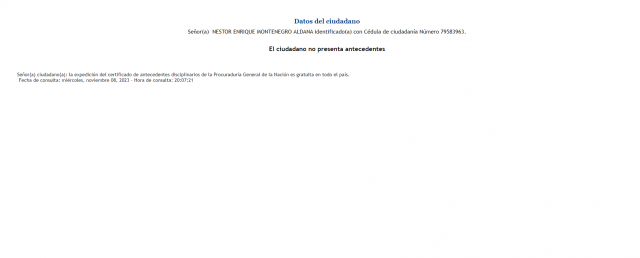 Datos del ciudadano
Señor(a) NESTOR ENRIQUE MONTENEGRO ALDANA identificado(a) con Cédula de ciudadanía Número 79583963.
El ciudadano no presenta antecedentes
Señor(a) ciudadano(a): la expedición del certificado de antecedentes disciplinarios de la Procuraduría General de la Nación es gratuita en todo el país.
Fecha de consulta: miércoles, noviembre 08, 2023 - Hora de consulta: 20:07:21